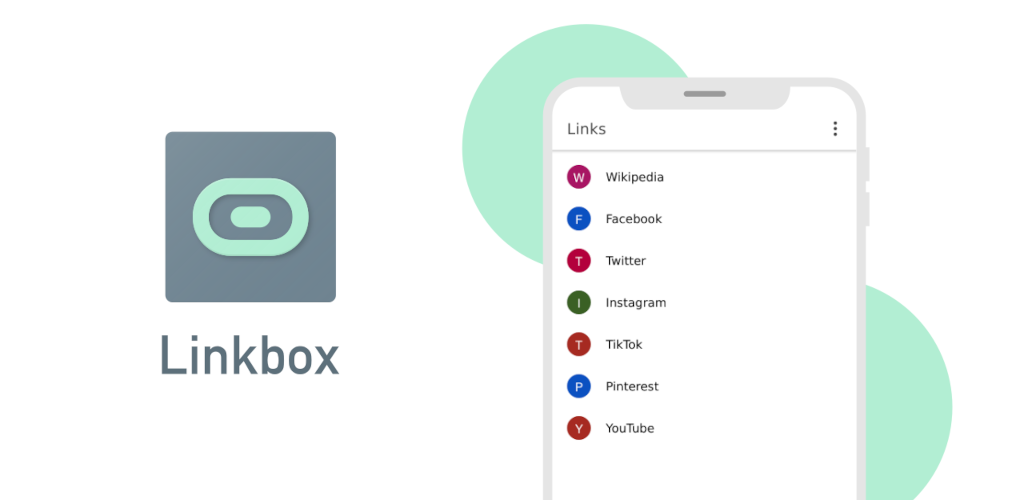 Linkbox
Links
W Wikipedia
F Facebook
T Twitter
I Instagram
T TikTok
P Pinterest
Y YouTube